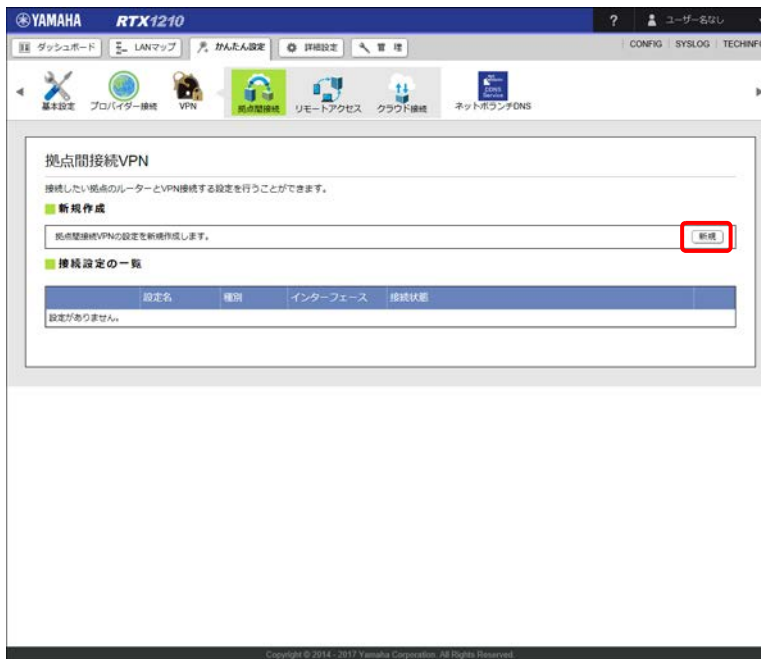 YAMAHA RTX1210 ? ユーザー名なし
ダッシュボード LANマップ かんたん設定 詳細設定 管理 CONFIG SYSLOG TECHINF
基本設定 プロバイダー接続 VPN 拠点間接続 リモートアクセス クラウド接続 ネットボランチDNS
拠点間接続VPN
接続したい拠点のルーターとVPN接続する設定を行うことができます。
新規作成
拠点間接続VPNの設定を新規作成します。 新規
接続設定の一覧
設定名 種別 インターフェース 接続状態
設定がありません。
Copyright © 2014 - 2017 Yamaha Corporation. All Rights Reserved.